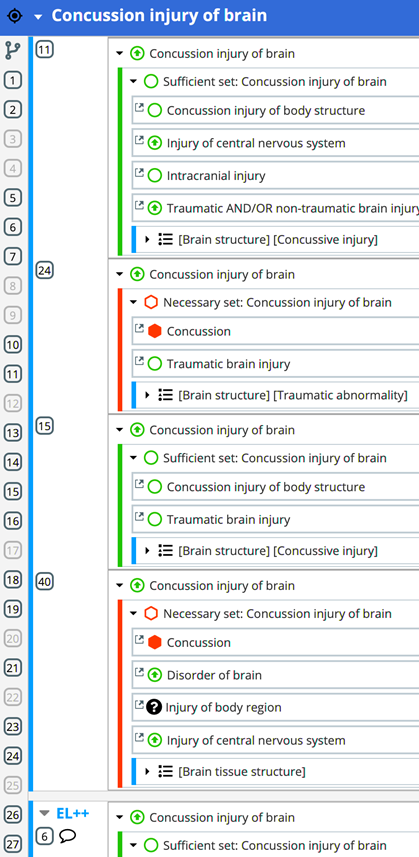 Concussion injury of brain
11
Concussion injury of brain
Sufficient set: Concussion injury of brain
Concussion injury of body structure
Injury of central nervous system
Intracranial injury
Traumatic AND/OR non-traumatic brain injury
[Brain structure] [Concussive injury]
24
Concussion injury of brain
Necessary set: Concussion injury of brain
Concussion
Traumatic brain injury
[Brain structure] [Traumatic abnormality]
15
Concussion injury of brain
Sufficient set: Concussion injury of brain
Concussion injury of body structure
Traumatic brain injury
[Brain structure] [Concussive injury]
40
Concussion injury of brain
Necessary set: Concussion injury of brain
Concussion
Disorder of brain
?
Injury of body region
Injury of central nervous system
[Brain tissue structure]
EL++
6
Concussion injury of brain
Sufficient set: Concussion injury of brain
1
2
3
4
5
6
7
8
9
10
11
12
13
14
15
16
17
18
19
20
21
22
23
24
25
26
27